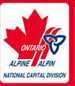 ONTARIO
ALPINE ALPIN
NATIONAL CAPITAL DIVISION